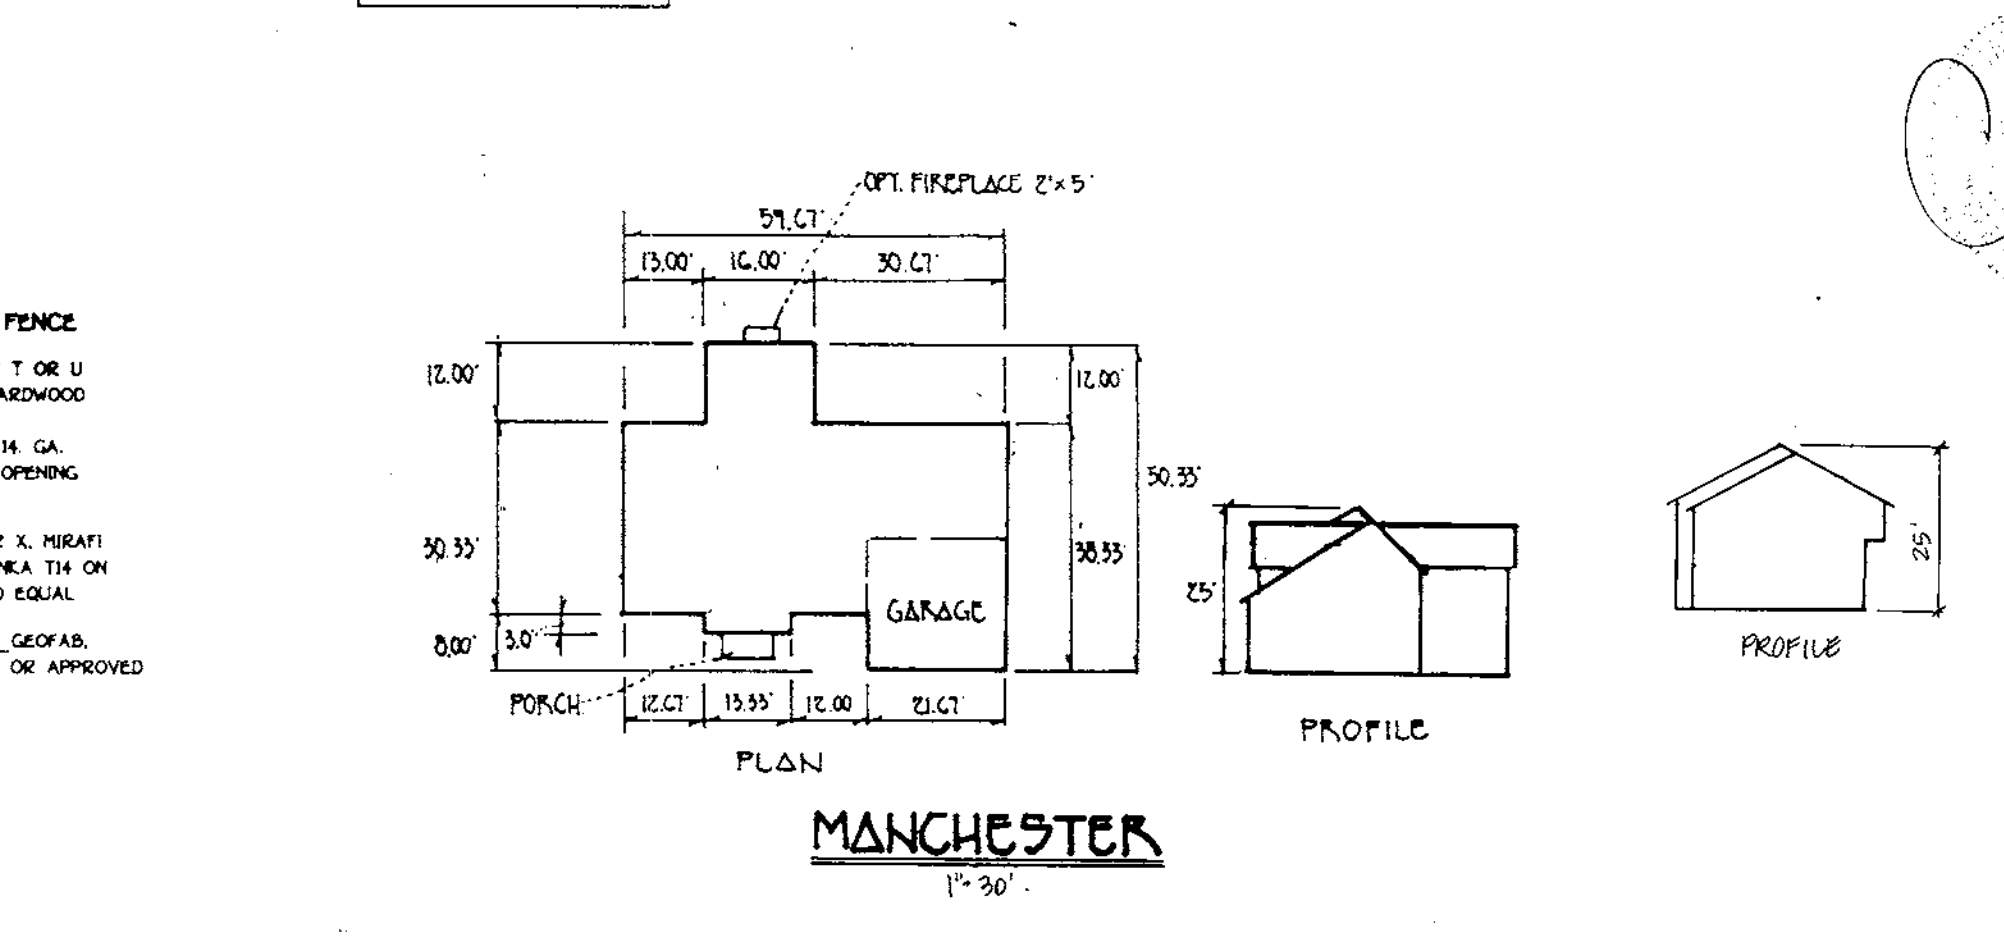 FENCE
T OR U
ARDWOOD
14. GA.
OPENING
X. MIRAFI
NKA T14 ON
EQUAL
GEOFAB.
OR APPROVED
OPT. FIREPLACE 2'x5'
59.67'
13.00' 16.00' 30.67'
12.00'
30.33'
8.00'
3.0'
12.00'
38.33'
50.33'
GARAGE
PORCH
12.67' 13.33' 12.00 21.67'
PLAN
25'
PROFILE
25'
PROFILE
MANCHESTER
1"=30'